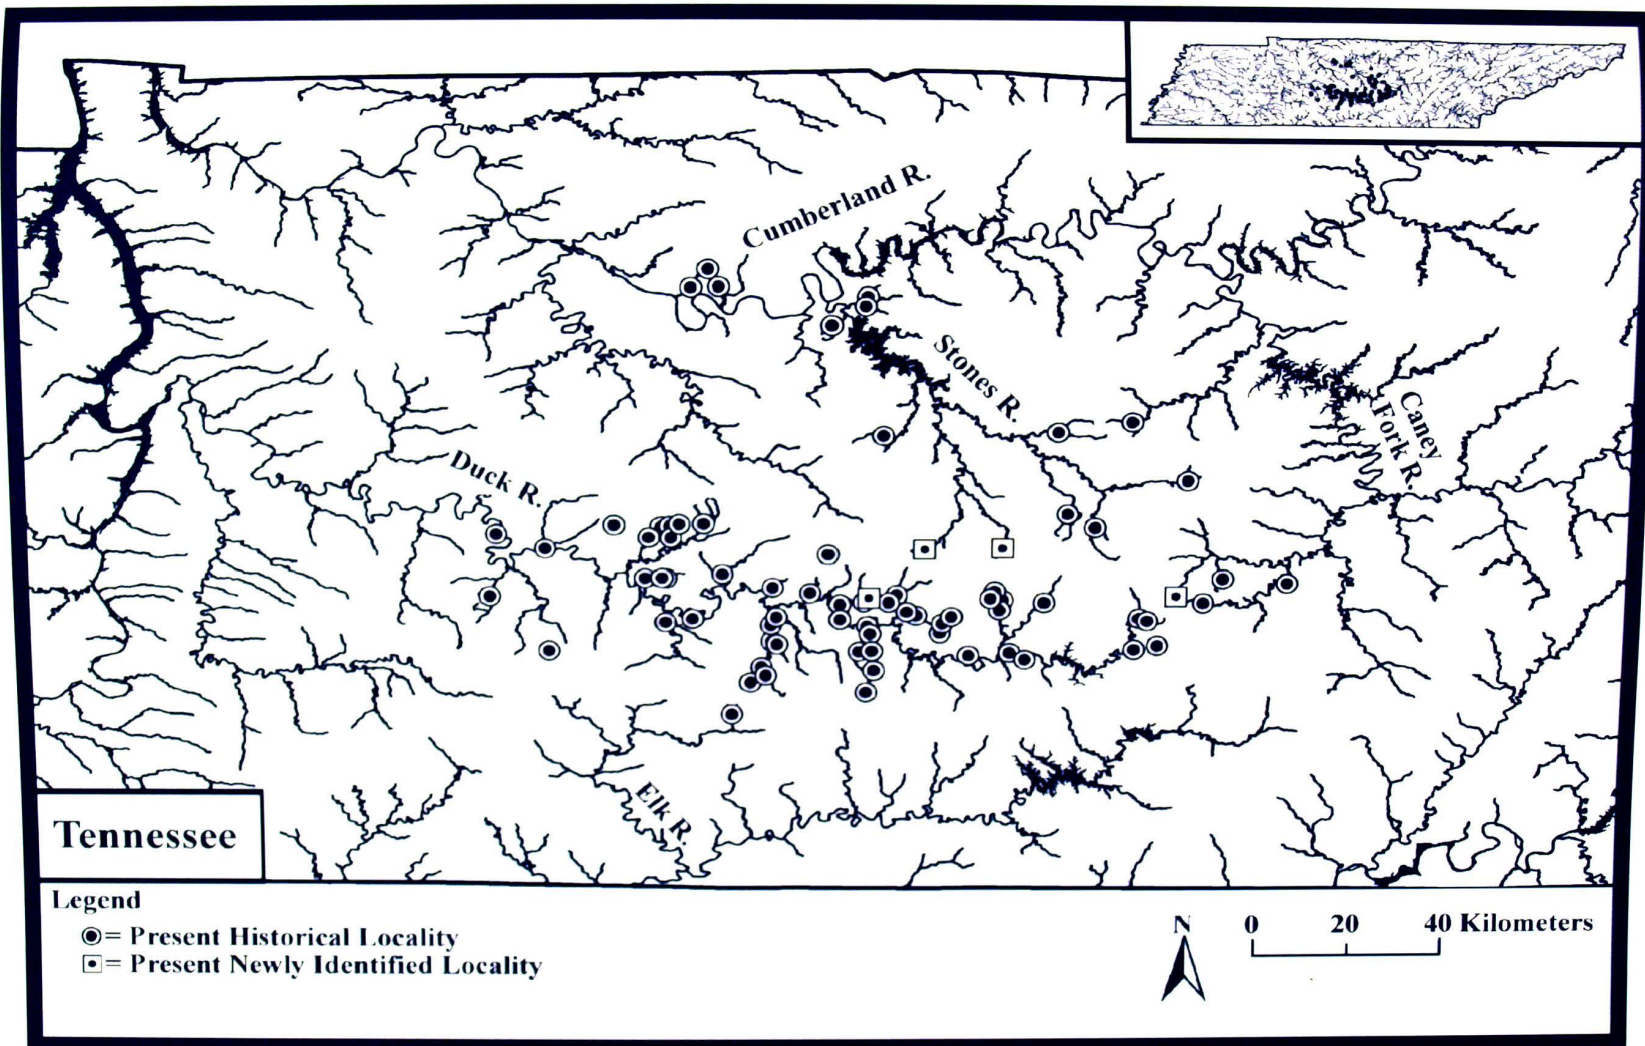 Cumberland R.
Stones R.
Caney
Fork R.
Duck R.
Elk R.
Tennessee
Legend
= Present Historical Locality
= Present Newly Identified Locality
N
0 20 40 Kilometers